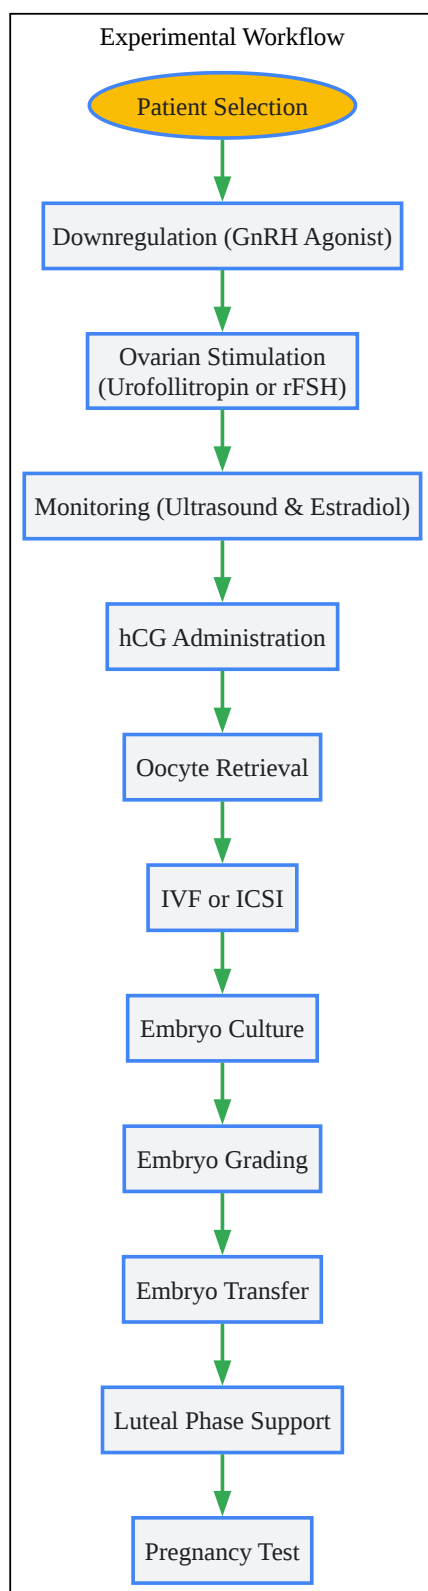 Experimental Workflow
Patient Selection
Downregulation (GnRH Agonist)
Ovarian Stimulation
(Urofollitropin or rFSH)
Monitoring (Ultrasound & Estradiol)
hCG Administration
Oocyte Retrieval
IVF or ICSI
Embryo Culture
Embryo Grading
Embryo Transfer
Luteal Phase Support
Pregnancy Test